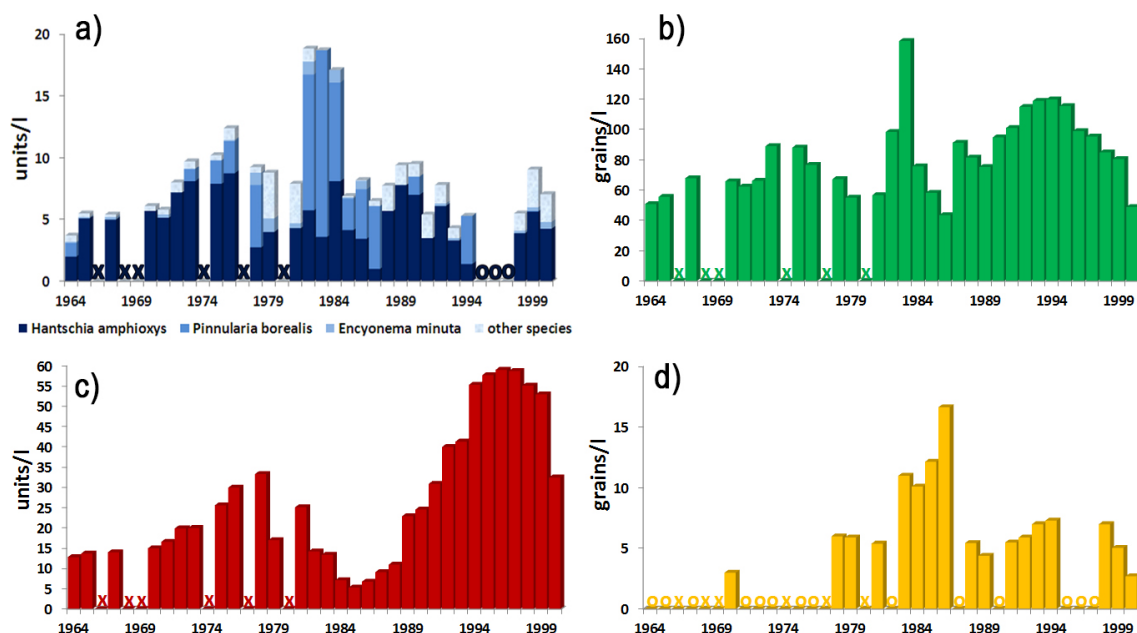 a)
units/l
20
15
10
5
0
X X X X X X OOO
1964 1969 1974 1979 1984 1989 1994 1999
Hantschia amphioxys Pinnularia borealis Encyonema minuta other species
b)
grains/l
160
140
120
100
80
60
40
20
0
X X X X X X
1964 1969 1974 1979 1984 1989 1994 1999
c)
units/l
60
55
50
45
40
35
30
25
20
15
10
5
0
X X X X X X
1964 1969 1974 1979 1984 1989 1994 1999
d)
grains/l
20
15
10
5
0
O O X O X X O O O X O O X X O O O O O O
1964 1969 1974 1979 1984 1989 1994 1999